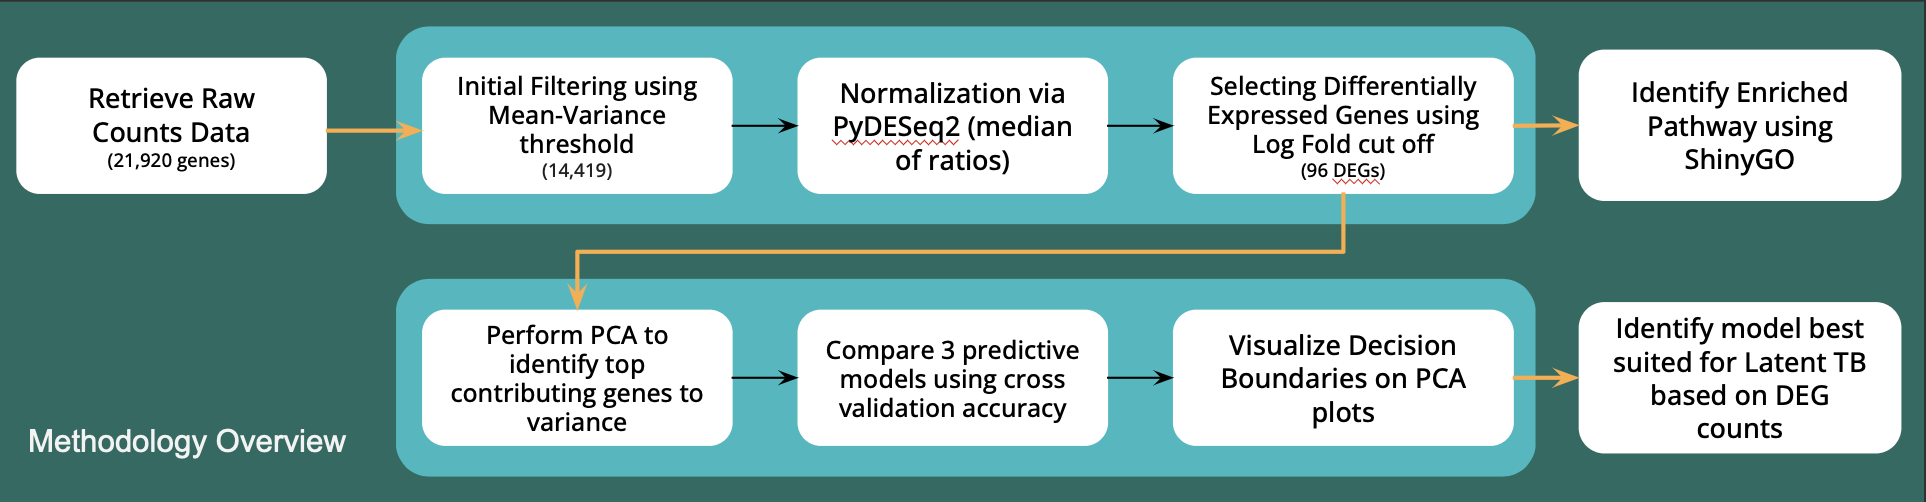 Retrieve Raw
Counts Data
(21,920 genes)
Initial Filtering using
Mean-Variance
threshold
(14,419)
Normalization via
PyDESeq2 (median
of ratios)
Selecting Differentially
Expressed Genes using
Log Fold cut off
(96 DEGs)
Identify Enriched
Pathway using
ShinyGO
Perform PCA to
identify top
contributing genes to
variance
Compare 3 predictive
models using cross
validation accuracy
Visualize Decision
Boundaries on PCA
plots
Identify model best
suited for Latent TB
based on DEG
counts
Methodology Overview